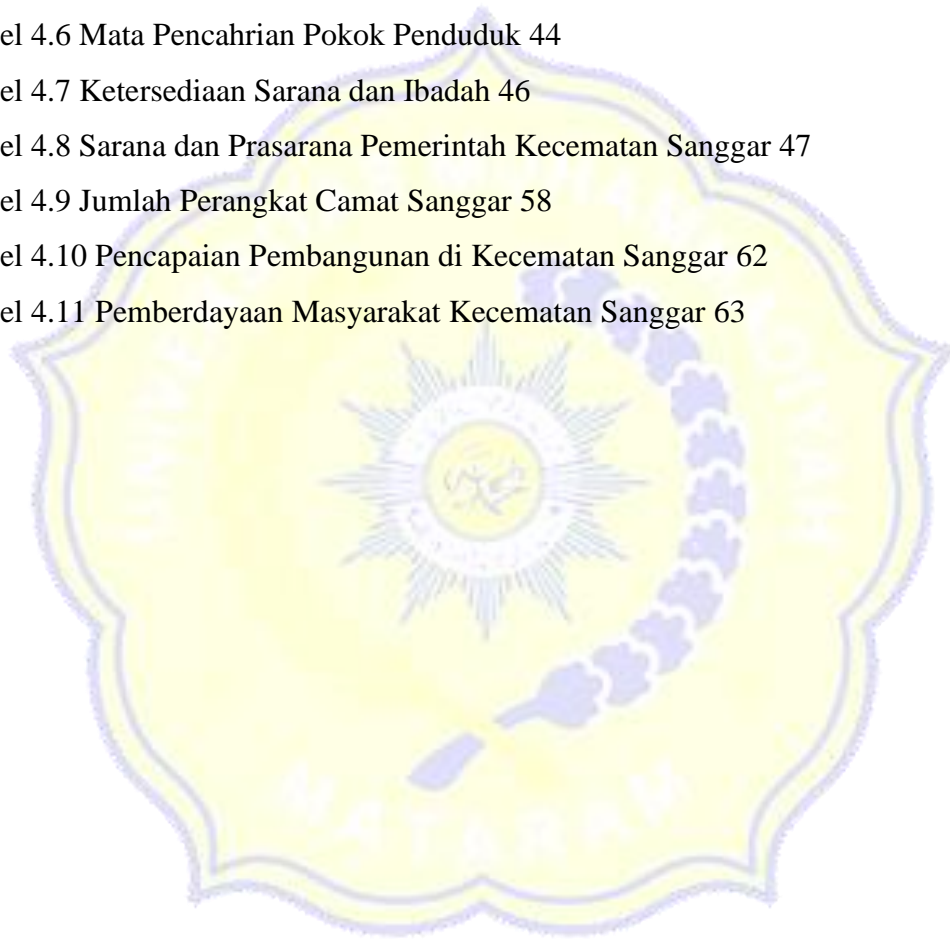 el 4.6 Mata Pencahrian Pokok Penduduk 44
el 4.7 Ketersediaan Sarana dan Ibadah 46
el 4.8 Sarana dan Prasarana Pemerintah Kecematan Sanggar 47
el 4.9 Jumlah Perangkat Camat Sanggar 58
el 4.10 Pencapaian Pembangunan di Kecematan Sanggar 62
el 4.11 Pemberdayaan Masyarakat Kecematan Sanggar 63
MATARAM